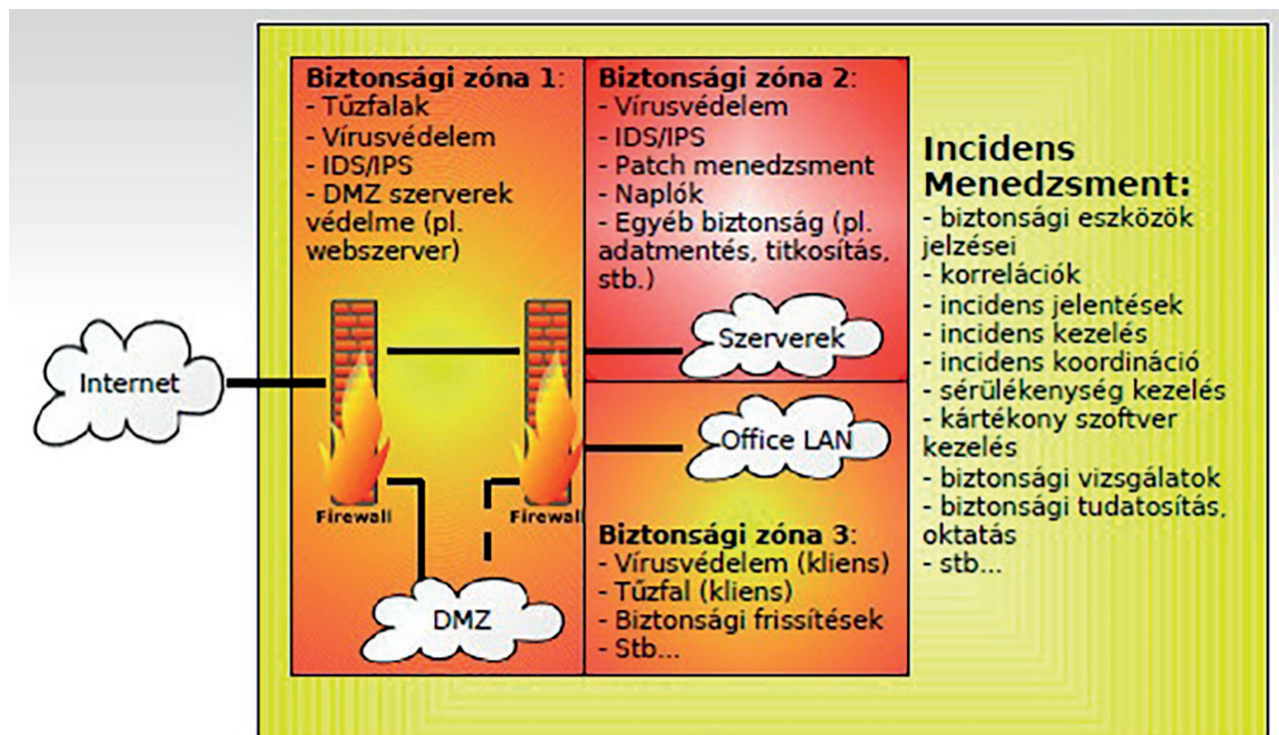 Biztonsági zóna 1:
- Tűzfalak
- Vírusvédelem
- IDS/IPS
- DMZ szerverek
védelme (pl.
webszerver)
Biztonsági zóna 2:
- Vírusvédelem
- IDS/IPS
- Patch menedzsment
- Naplók
- Egyéb biztonság (pl.
adatmentés, titkosítás,
stb.)
Szerverek
Internet
Firewall
Firewall
DMZ
Office LAN
Biztonsági zóna 3:
- Vírusvédelem (kliens)
- Tűzfal (kliens)
- Biztonsági frissítések
- Stb...
Incidens
Menedzsment:
- biztonsági eszközök
jelzései
- korrelációk
- incidens jelentések
- incidens kezelés
- incidens koordináció
- sérülékenység kezelés
- kártékony szoftver
kezelés
- biztonsági vizsgálatok
- biztonsági tudatosítás,
oktatás
- stb...